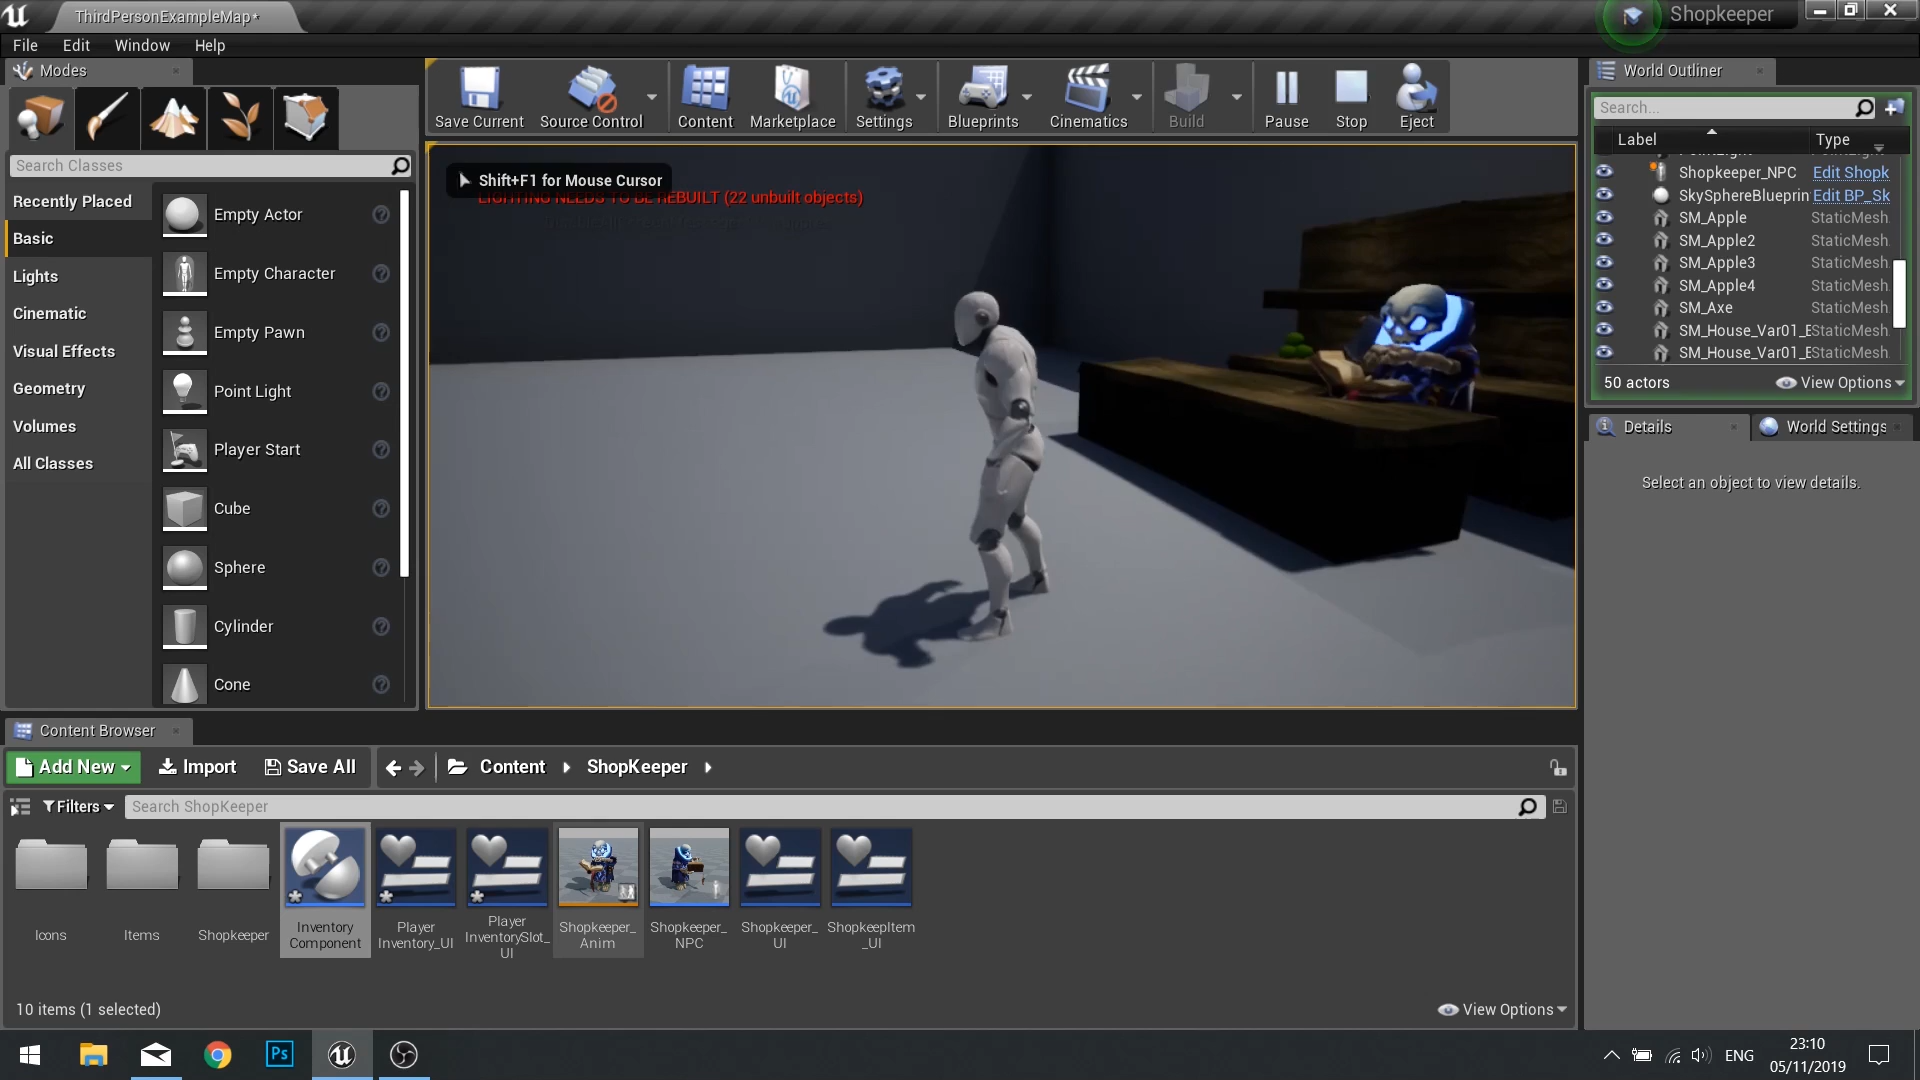 ThirdPersonExampleMap*
Shopkeeper
File Edit Window Help
Modes
Search Classes
Recently Placed
Basic
Lights
Cinematic
Visual Effects
Geometry
Volumes
All Classes
Empty Actor
Empty Character
Empty Pawn
Point Light
Player Start
Cube
Sphere
Cylinder
Cone
Save Current
Source Control
Content
Marketplace
Settings
Blueprints
Cinematics
Build
Pause
Stop
Eject
Shift+F1 for Mouse Cursor
LIGHTING NEEDS TO BE REBUILT (22 unbuilt objects)
World Outliner
Search...
Label Type
Shopkeeper_NPC Edit Shopk
SkySphereBlueprin Edit BP_Sk
SM_Apple StaticMesh
SM_Apple2 StaticMesh
SM_Apple3 StaticMesh
SM_Apple4 StaticMesh
SM_Axe StaticMesh
SM_House_Var01_E StaticMesh
SM_House_Var01_E StaticMesh
50 actors View Options
Details
World Settings
Select an object to view details.
Content Browser
Add New Import Save All Content ShopKeeper
Filters Search ShopKeeper
Icons
Items
Shopkeeper
Inventory
Component
Player
Inventory_UI
Player
InventorySlot_
UI
Shopkeeper_
Anim
Shopkeeper_
NPC
Shopkeeper_
UI
ShopkeepItem
_UI
10 items (1 selected)
View Options
Ps
ENG
23:10
05/11/2019